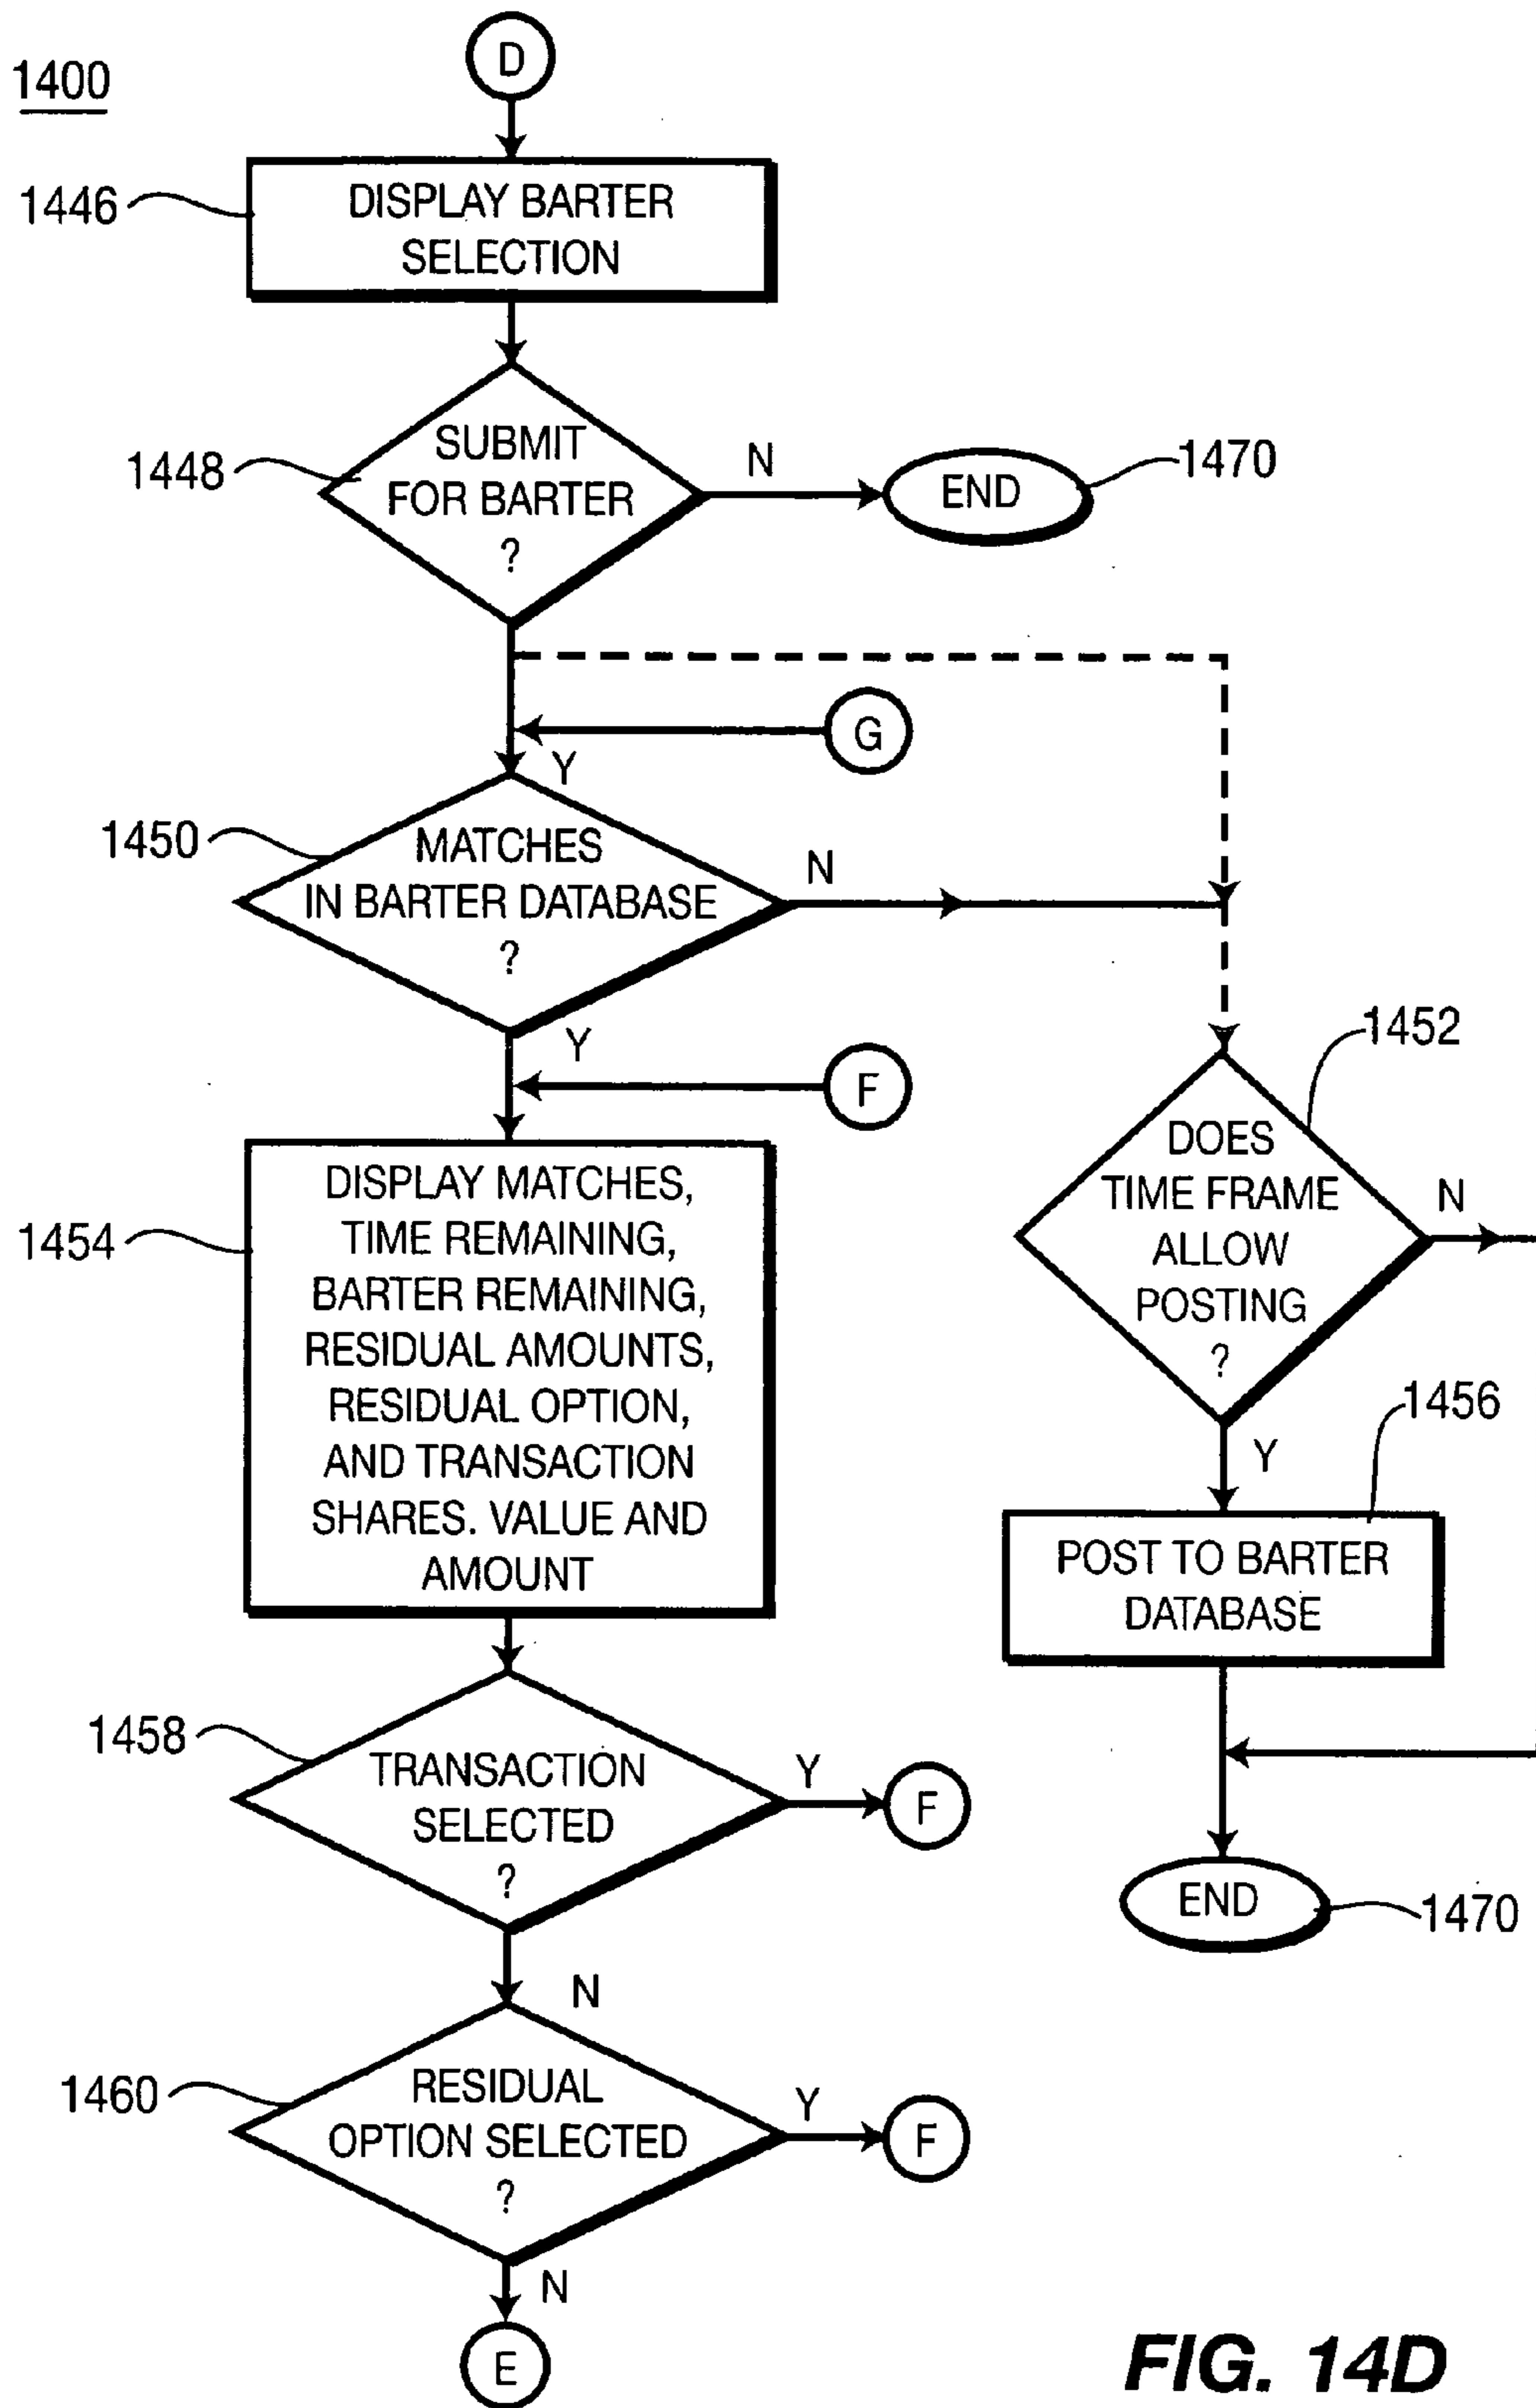 D
1400
1446
DISPLAY BARTER
SELECTION
1448
SUBMIT
FOR BARTER
?
N
END
1470
G
Y
1450
MATCHES
IN BARTER DATABASE
?
N
Y
F
1452
DOES
TIME FRAME
ALLOW
POSTING
?
N
Y
1454
DISPLAY MATCHES,
TIME REMAINING,
BARTER REMAINING,
RESIDUAL AMOUNTS,
RESIDUAL OPTION,
AND TRANSACTION
SHARES. VALUE AND
AMOUNT
1456
POST TO BARTER
DATABASE
1458
TRANSACTION
SELECTED
?
Y
F
END
1470
N
1460
RESIDUAL
OPTION SELECTED
?
Y
F
N
E
FIG. 14D